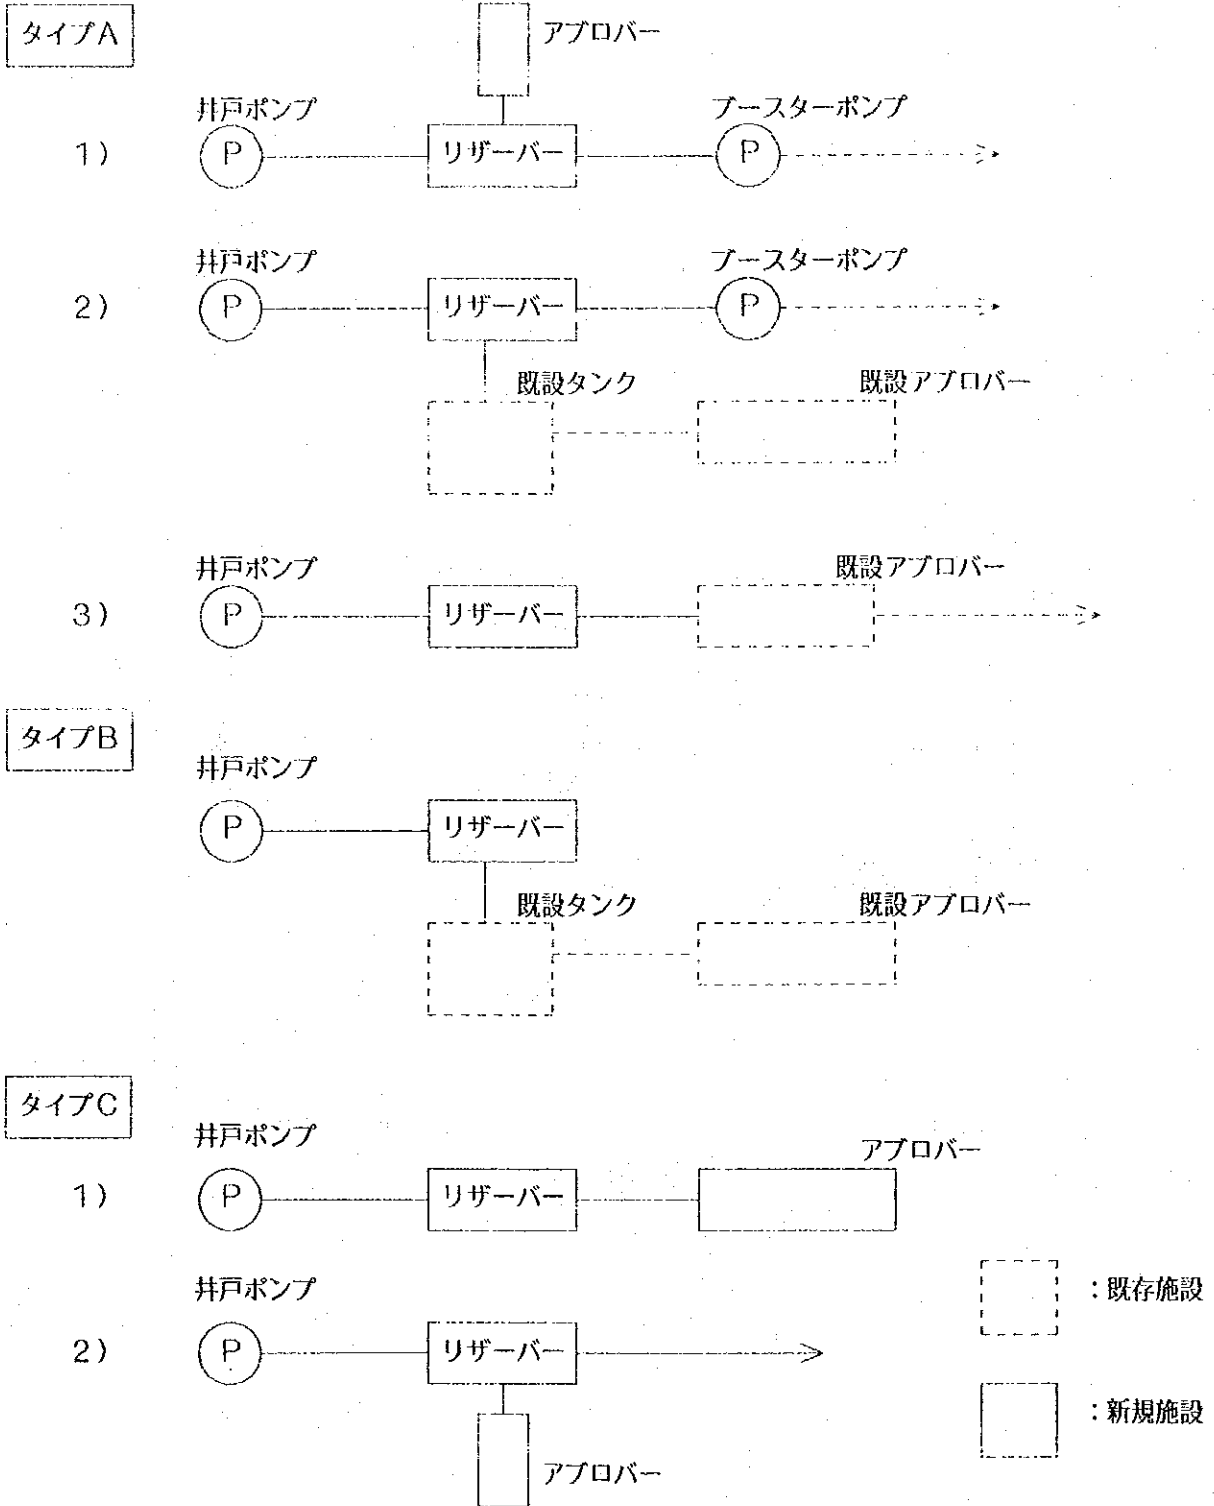 タイプA
アブロバー
井戸ポンプ
ブースターポンプ
1)
P
リザーバー
P
井戸ポンプ
ブースターポンプ
2)
P
リザーバー
P
既設タンク
既設アブロバー
井戸ポンプ
既設アブロバー
3)
P
リザーバー
タイプB
井戸ポンプ
P
リザーバー
既設タンク
既設アブロバー
タイプC
井戸ポンプ
アブロバー
1)
P
リザーバー
井戸ポンプ
:既存施設
2)
P
リザーバー
:新規施設
アブロバー